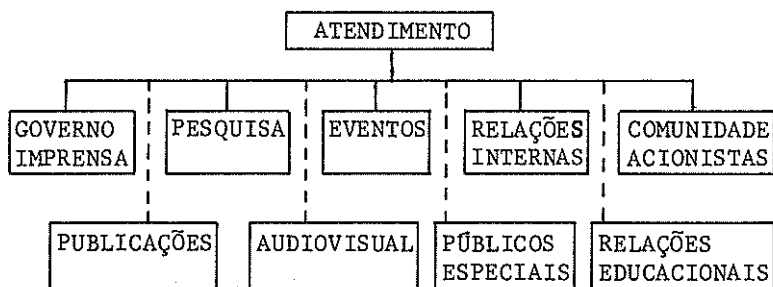 ATENDIMENTO
GOVERNO
IMPRENSA
PESQUISA
EVENTOS
RELAÇÕES
INTERNAS
COMUNIDADE
ACIONISTAS
PUBLICAÇÕES
AUDIOVISUAL
PÚBLICOS
ESPECIAIS
RELAÇÕES
EDUCACIONAIS